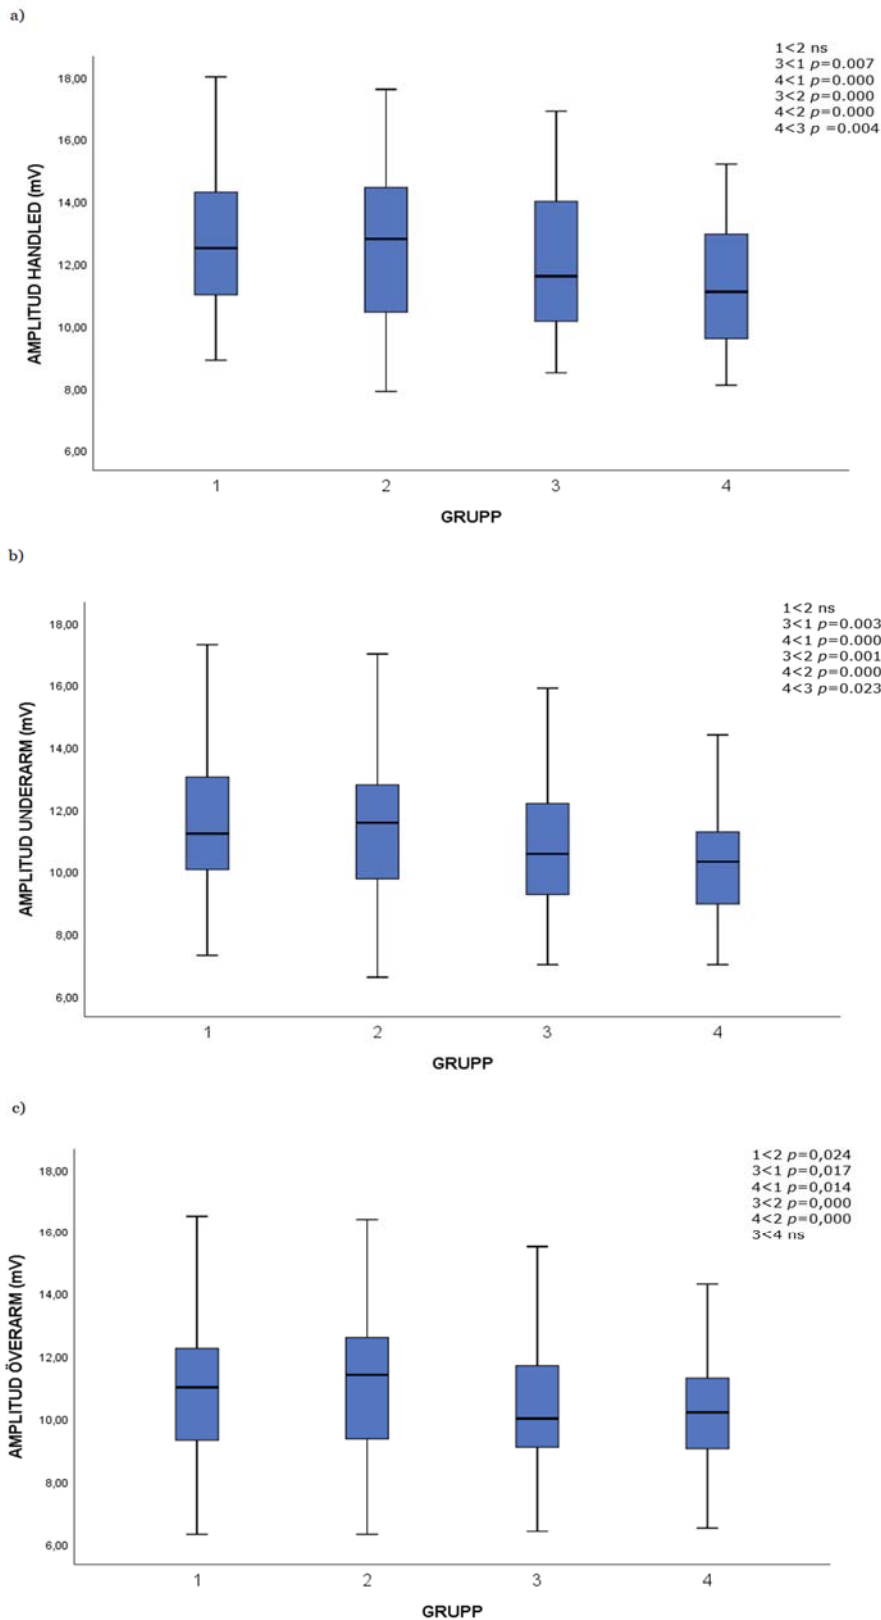 a)
1<2 ns
3<1 p=0.007
4<1 p=0.000
3<2 p=0.000
4<2 p=0.000
4<3 p =0.004
AMPLITUD HANDLED (mV)
18,00
16,00
14,00
12,00
10,00
8,00
6,00
1 2 3 4
GRUPP
b)
1<2 ns
3<1 p=0.003
4<1 p=0.000
3<2 p=0.001
4<2 p=0.000
4<3 p=0.023
AMPLITUD UNDERARM (mV)
18,00
16,00
14,00
12,00
10,00
8,00
6,00
1 2 3 4
GRUPP
c)
1<2 p=0,024
3<1 p=0,017
4<1 p=0,014
3<2 p=0,000
4<2 p=0,000
3<4 ns
AMPLITUD ÖVERARM (mV)
18,00
16,00
14,00
12,00
10,00
8,00
6,00
1 2 3 4
GRUPP